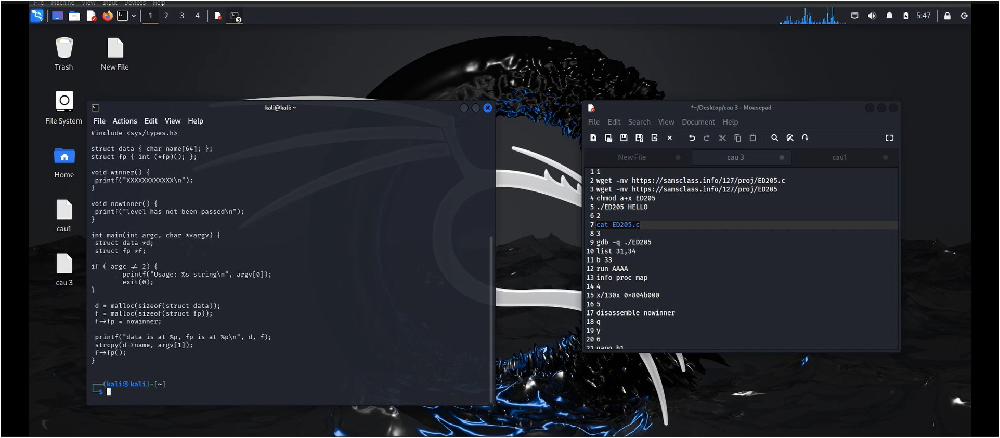 File Machine View Input Devices Help
1 2 3 4
3
5:47
Trash
New File
File System
Home
cau1
cau 3
kali@kali: ~
File Actions Edit View Help
#include <sys/types.h>
struct data { char name[64]; };
struct fp { int (*fp)(); };
void winner() {
printf("XXXXXXXXXXXX\n");
}
void nowinner() {
printf("level has not been passed\n");
}
int main(int argc, char **argv) {
struct data *d;
struct fp *f;
if ( argc ≠ 2) {
printf("Usage: %s string\n", argv[0]);
exit(0);
}
d = malloc(sizeof(struct data));
f = malloc(sizeof(struct fp));
f→fp = nowinner;
printf("data is at %p, fp is at %p\n", d, f);
strcpy(d→name, argv[1]);
f→fp();
}
┌──(kali㉿kali)-[~]
└─$
*~/Desktop/cau 3 - Mousepad
File Edit Search View Document Help
New File
cau 3
cau1
1 1
2 wget -nv https://samsclass.info/127/proj/ED205.c
3 wget -nv https://samsclass.info/127/proj/ED205
4 chmod a+x ED205
5 ./ED205 HELLO
6 2
7 cat ED205.c
8 3
9 gdb -q ./ED205
10 list 31,34
11 b 33
12 run AAAA
13 info proc map
14 4
15 x/130x 0×804b000
16 5
17 disassemble nowinner
18 q
19 y
20 6
21 nano h1